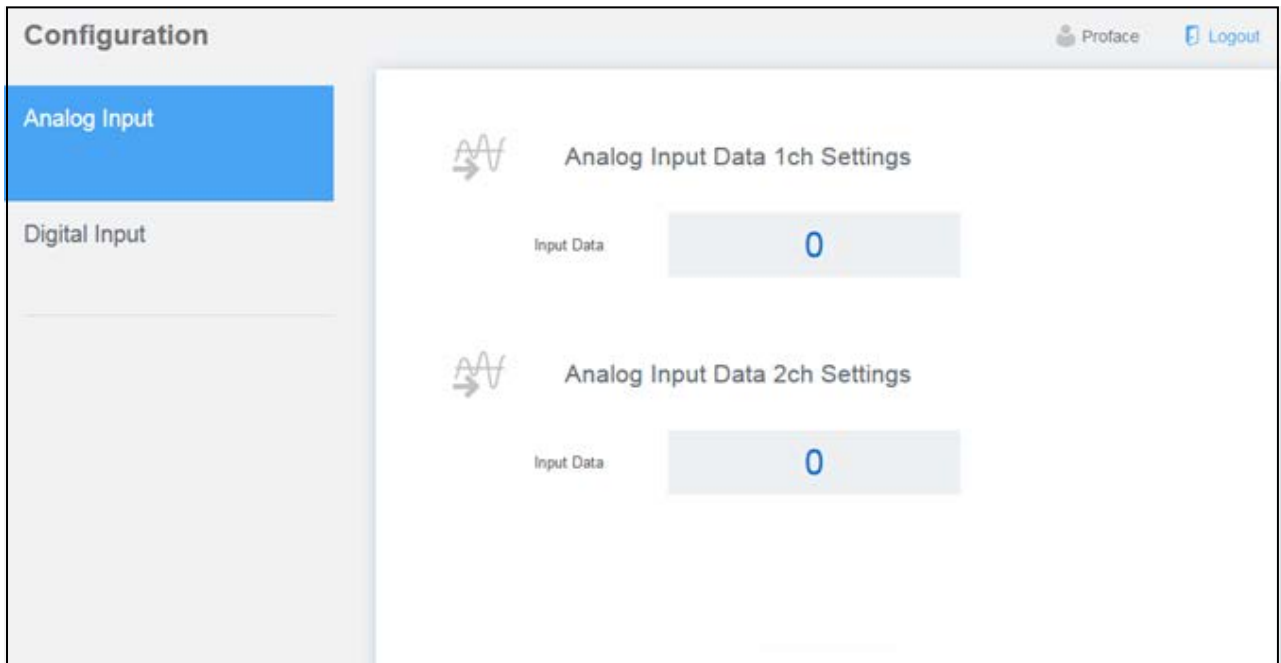 Configuration
Proface
Logout
Analog Input
Digital Input
Analog Input Data 1ch Settings
Input Data
0
Analog Input Data 2ch Settings
Input Data
0